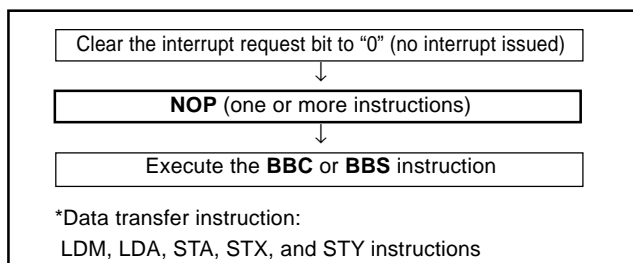 Clear the interrupt request bit to “0” (no interrupt issued)
↓
NOP (one or more instructions)
↓
Execute the BBC or BBS instruction
*Data transfer instruction:
LDM, LDA, STA, STX, and STY instructions